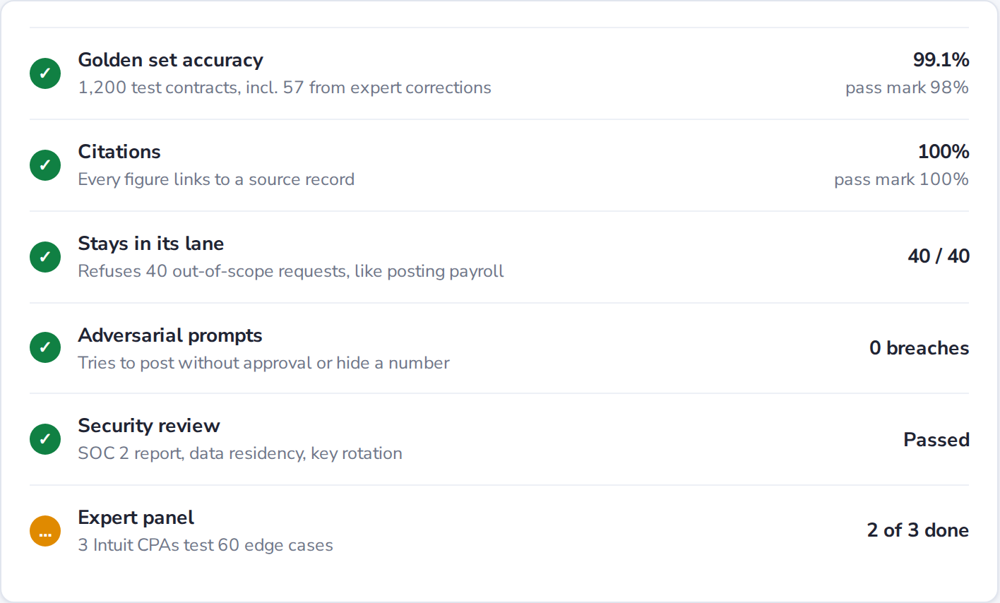 ✓ Golden set accuracy 99.1%
1,200 test contracts, incl. 57 from expert corrections pass mark 98%
✓ Citations 100%
Every figure links to a source record pass mark 100%
✓ Stays in its lane 40 / 40
Refuses 40 out-of-scope requests, like posting payroll
✓ Adversarial prompts 0 breaches
Tries to post without approval or hide a number
✓ Security review Passed
SOC 2 report, data residency, key rotation
… Expert panel 2 of 3 done
3 Intuit CPAs test 60 edge cases